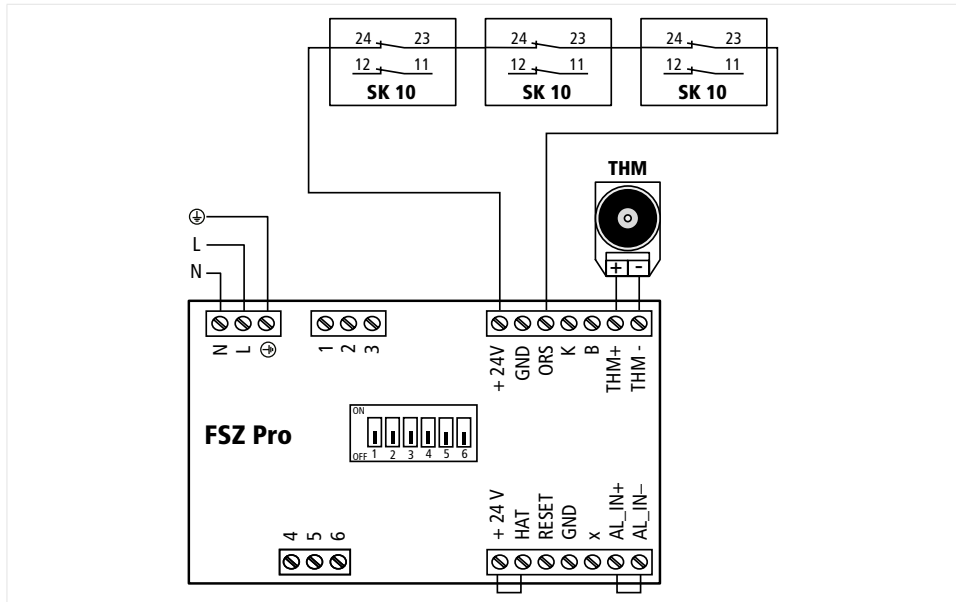 24 23 24 23 24 23
12 11 12 11 12 11
SK 10 SK 10 SK 10
THM
L
N
+ -
N L 1 2 3 + 24V GND ORS K B THM+ THM -
FSZ Pro
ON
OFF 1 2 3 4 5 6
4 5 6 + 24 V HAT RESET GND x AL_IN+ AL_IN–